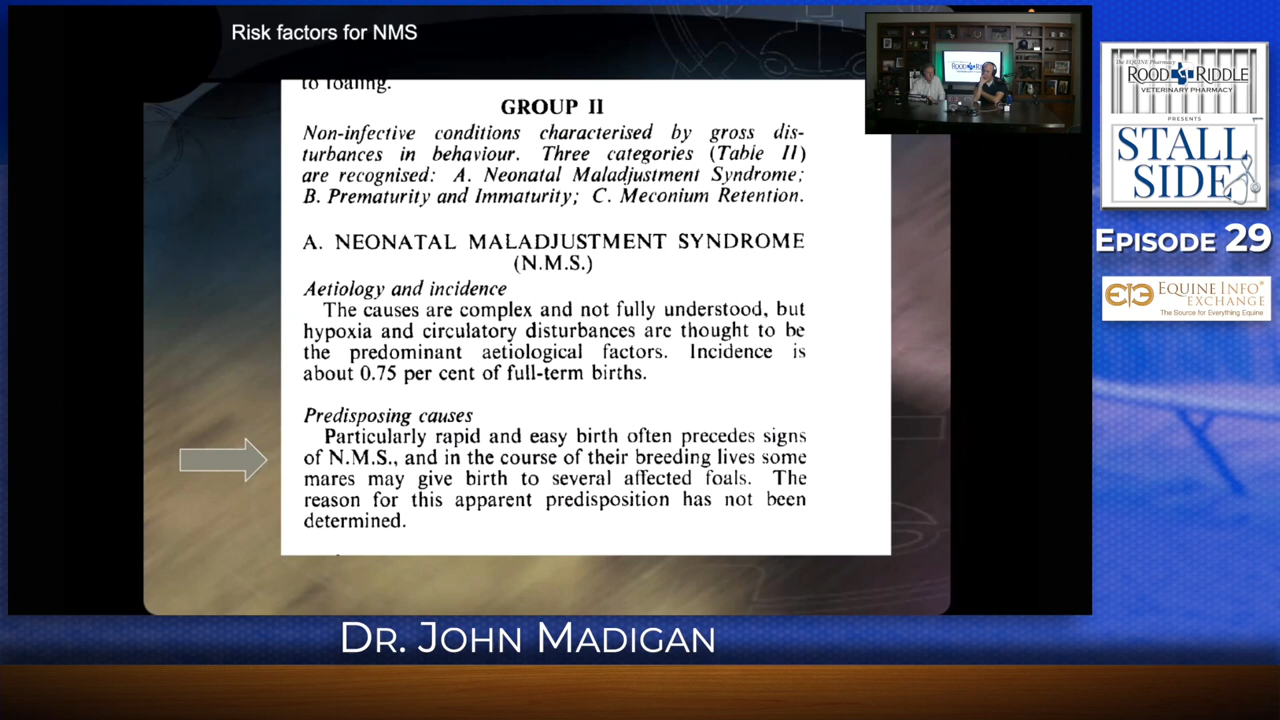 Risk factors for NMS
to foaling.
GROUP II
Non-infective conditions characterised by gross dis-
turbances in behaviour. Three categories (Table II)
are recognised: A. Neonatal Maladjustment Syndrome;
B. Prematurity and Immaturity; C. Meconium Retention.
A. NEONATAL MALADJUSTMENT SYNDROME
(N.M.S.)
Aetiology and incidence
The causes are complex and not fully understood, but
hypoxia and circulatory disturbances are thought to be
the predominant aetiological factors. Incidence is
about 0.75 per cent of full-term births.
Predisposing causes
Particularly rapid and easy birth often precedes signs
of N.M.S., and in the course of their breeding lives some
mares may give birth to several affected foals. The
reason for this apparent predisposition has not been
determined.
ROOD RIDDLE
The EQUINE Pharmacy
ROOD & RIDDLE
VETERINARY PHARMACY
PRESENTS
STALL
SIDE
EPISODE 29
EIE EQUINE INFO
EXCHANGE
The Source for Everything Equine
DR. JOHN MADIGAN